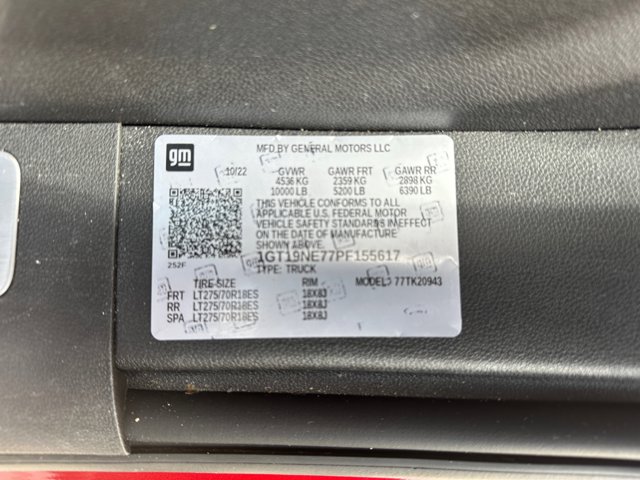 gm
MFD.BY GENERAL MOTORS LLC
10/22 GVWR GAWR FRT GAWR RR
4536 KG 2359 KG 2898 KG
10000 LB 5200 LB 6390 LB
THIS VEHICLE CONFORMS TO ALL
APPLICABLE U.S. FEDERAL MOTOR
VEHICLE SAFETY STANDARDS IN EFFECT
ON THE DATE OF MANUFACTURE
SHOWN ABOVE.
252F
1GT19NE77PF155617
TYPE: TRUCK
TIRE SIZE RIM MODEL: 77TK20943
FRT LT275/70R18ES 18X8J
RR LT275/70R18ES 18X8J
SPA LT275/70R18ES 18X8J